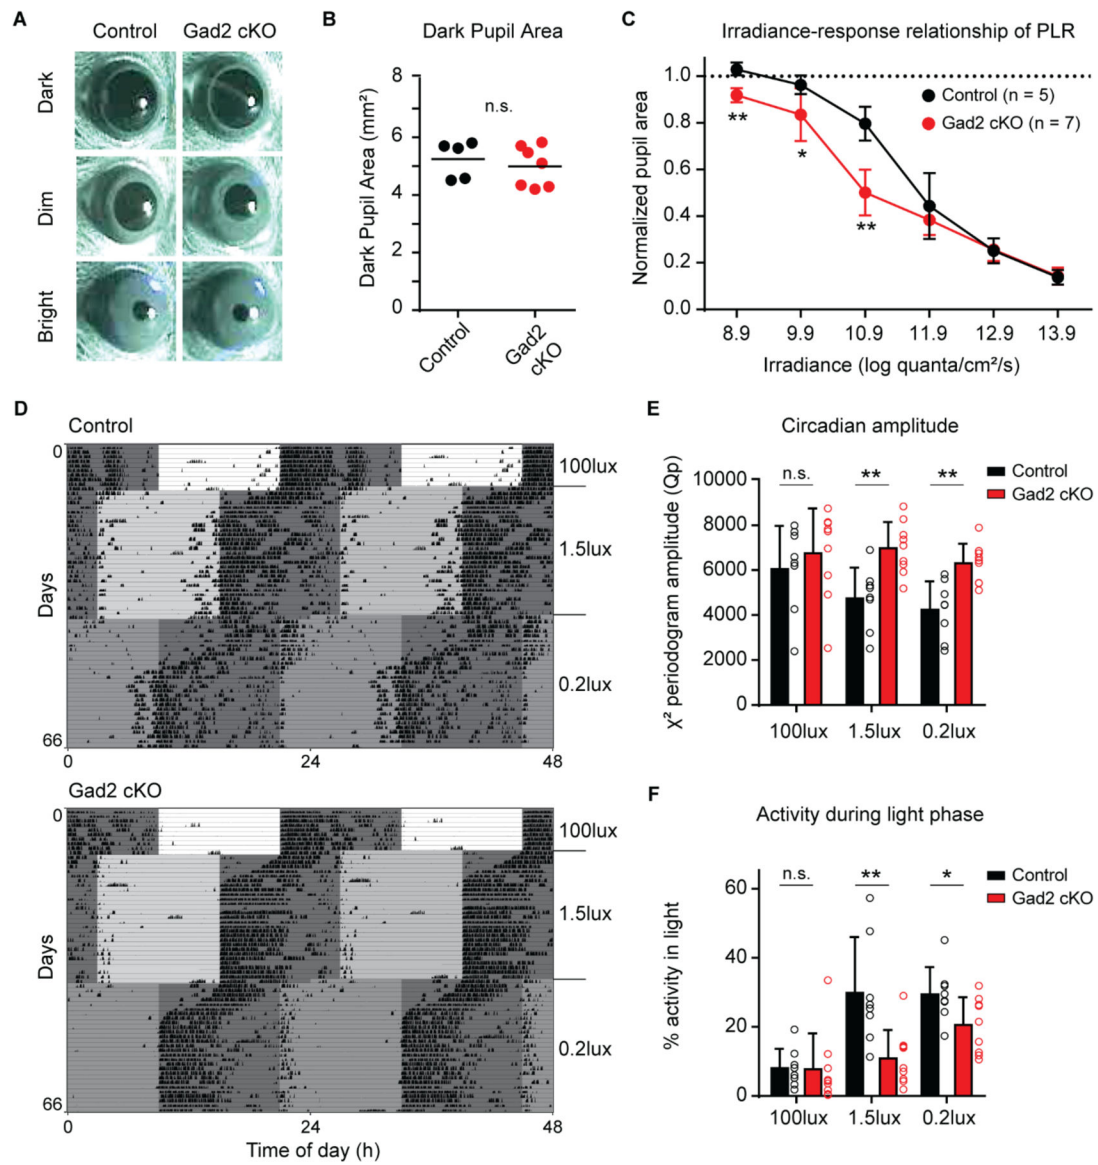 A
Control
Gad2 cKO
Dark
Dim
Bright
B
Dark Pupil Area
Dark Pupil Area (mm²)
8
6
4
2
0
n.s.
Control
Gad2
cKO
C
Irradiance-response relationship of PLR
Normalized pupil area
1.0
0.8
0.6
0.4
0.2
0.0
Control (n = 5)
Gad2 cKO (n = 7)
**
*
**
8.9 9.9 10.9 11.9 12.9 13.9
Irradiance (log quanta/cm²/s)
D
Control
0
Days
66
100lux
1.5lux
0.2lux
0 24 48
Gad2 cKO
0
Days
66
100lux
1.5lux
0.2lux
0 24 48
Time of day (h)
E
Circadian amplitude
Control
Gad2 cKO
χ² periodogram amplitude (Qp)
10000
8000
6000
4000
2000
0
n.s. ** **
100lux 1.5lux 0.2lux
F
Activity during light phase
Control
Gad2 cKO
% activity in light
60
40
20
0
n.s. ** *
100lux 1.5lux 0.2lux